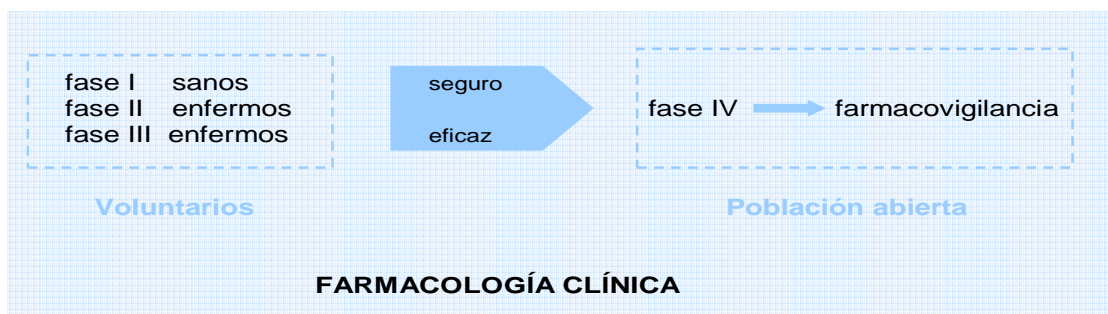 fase I sanos
fase II enfermos
fase III enfermos
Voluntarios
seguro
eficaz
fase IV farmacovigilancia
Población abierta
FARMACOLOGÍA CLÍNICA